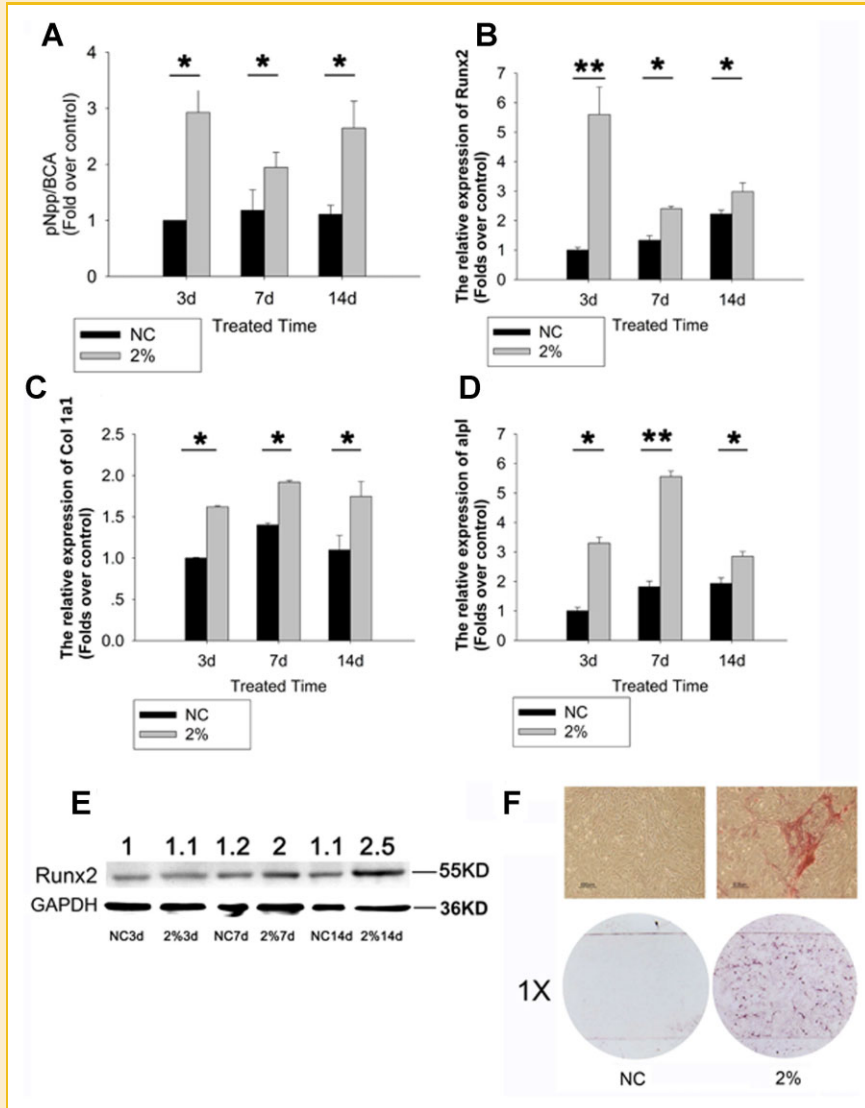 A
pNpp/BCA
(Fold over control)
4
3
2
1
0
*
*
*
3d
7d
14d
Treated Time
NC
2%
B
The relative expression of Runx2
(Folds over control)
7
6
5
4
3
2
1
0
**
*
*
3d
7d
14d
Treated Time
NC
2%
C
The relative expression of Col 1a1
(Folds over control)
2.5
2.0
1.5
1.0
.5
0.0
*
*
*
3d
7d
14d
Treated Time
NC
2%
D
The relative expression of alpl
(Folds over control)
7
6
5
4
3
2
1
0
*
**
*
3d
7d
14d
Treated Time
NC
2%
E
1 1.1 1.2 2 1.1 2.5
Runx2 55KD
GAPDH 36KD
NC3d 2%3d NC7d 2%7d NC14d 2%14d
F
1X
NC 2%